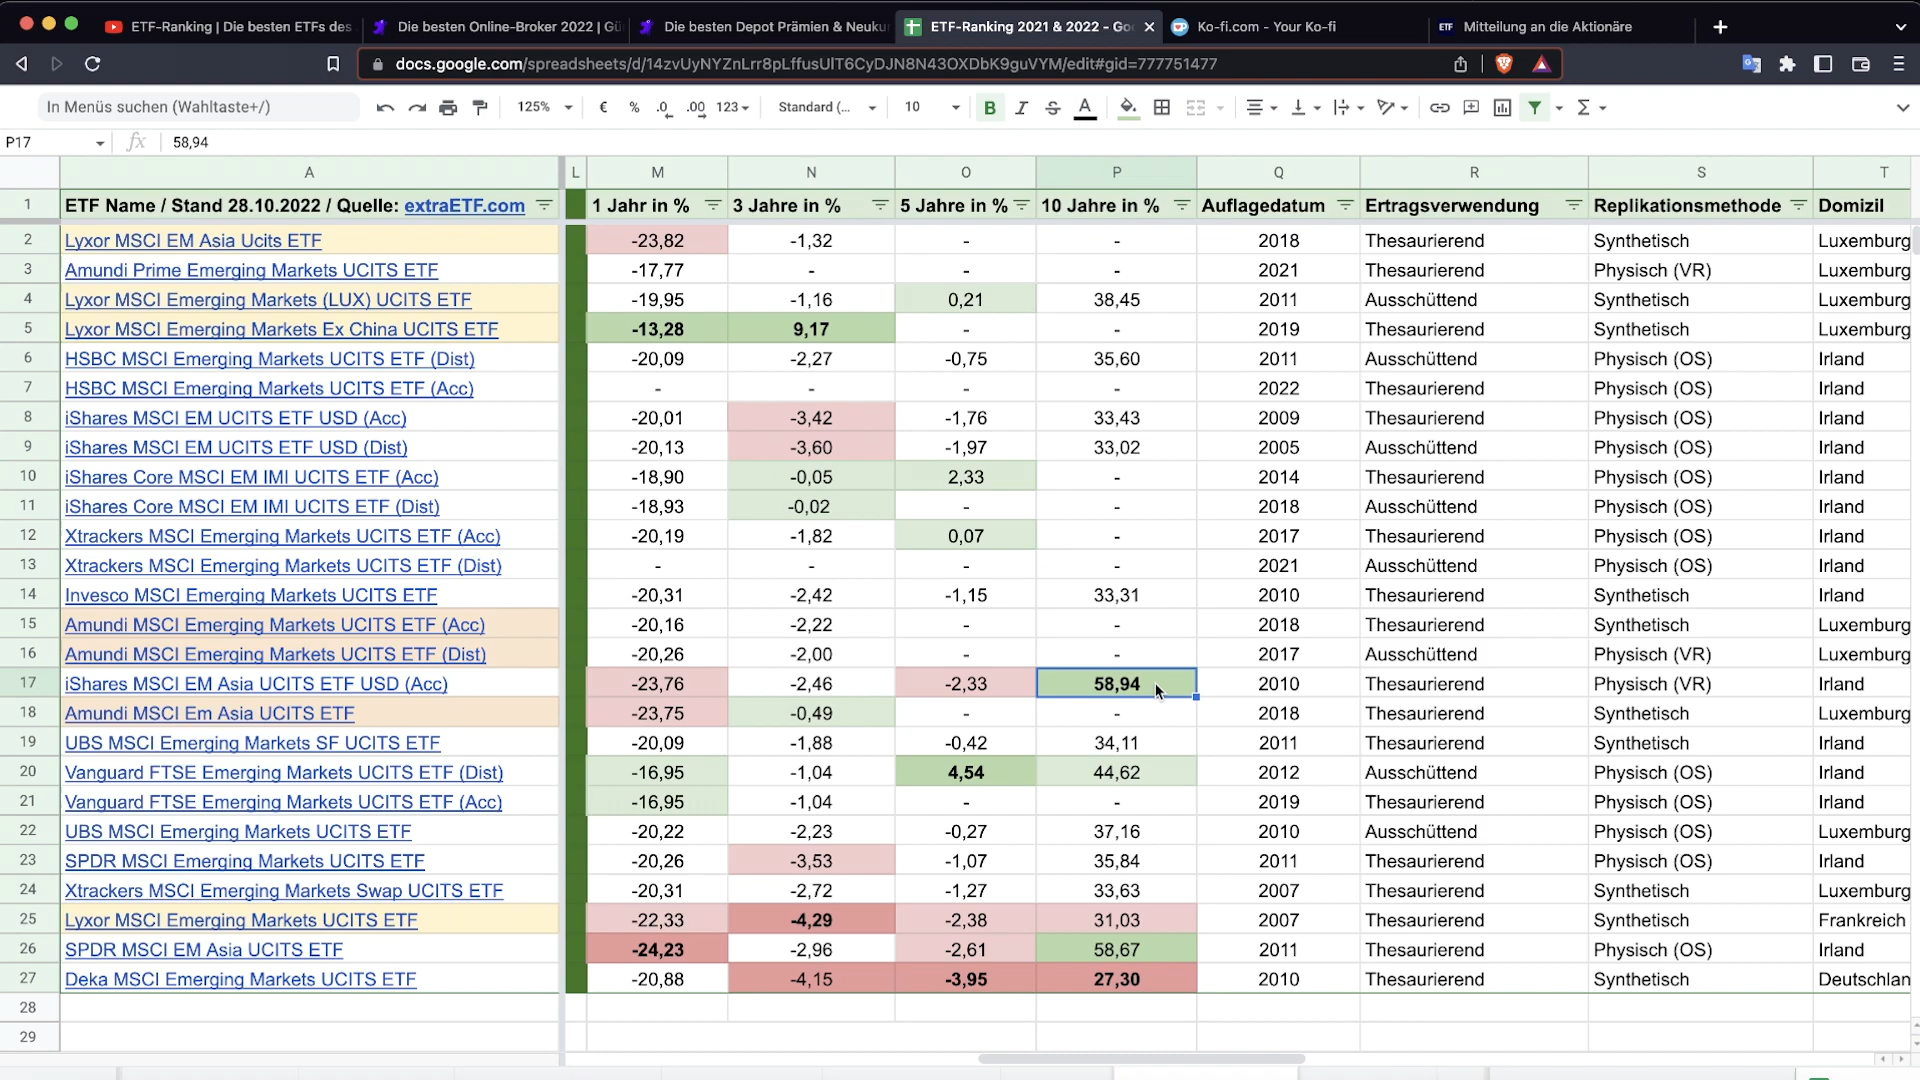 ETF-Ranking | Die besten ETFs des
Die besten Online-Broker 2022 | Gü
Die besten Depot Prämien & Neuku
ETF-Ranking 2021 & 2022 - Goo
Ko-fi.com - Your Ko-fi
ETF Mitteilung an die Aktionäre
docs.google.com/spreadsheets/d/14zvUyNYZnLrr8pLffusUIT6CyDJN8N43OXDbK9guVYM/edit#gid=777751477
In Menüs suchen (Wahltaste+/) 125% € % .0 .00 123 Standard (... 10 B I S A
P17 fx 58,94
A L M N O P Q R S T
1 ETF Name / Stand 28.10.2022 / Quelle: extraETF.com 1 Jahr in % 3 Jahre in % 5 Jahre in % 10 Jahre in % Auflagedatum Ertragsverwendung Replikationsmethode Domizil
2 Lyxor MSCI EM Asia Ucits ETF -23,82 -1,32 - - 2018 Thesaurierend Synthetisch Luxemburg
3 Amundi Prime Emerging Markets UCITS ETF -17,77 - - - 2021 Thesaurierend Physisch (VR) Luxemburg
4 Lyxor MSCI Emerging Markets (LUX) UCITS ETF -19,95 -1,16 0,21 38,45 2011 Ausschüttend Synthetisch Luxemburg
5 Lyxor MSCI Emerging Markets Ex China UCITS ETF -13,28 9,17 - - 2019 Thesaurierend Synthetisch Luxemburg
6 HSBC MSCI Emerging Markets UCITS ETF (Dist) -20,09 -2,27 -0,75 35,60 2011 Ausschüttend Physisch (OS) Irland
7 HSBC MSCI Emerging Markets UCITS ETF (Acc) - - - - 2022 Thesaurierend Physisch (OS) Irland
8 iShares MSCI EM UCITS ETF USD (Acc) -20,01 -3,42 -1,76 33,43 2009 Thesaurierend Physisch (OS) Irland
9 iShares MSCI EM UCITS ETF USD (Dist) -20,13 -3,60 -1,97 33,02 2005 Ausschüttend Physisch (OS) Irland
10 iShares Core MSCI EM IMI UCITS ETF (Acc) -18,90 -0,05 2,33 - 2014 Thesaurierend Physisch (OS) Irland
11 iShares Core MSCI EM IMI UCITS ETF (Dist) -18,93 -0,02 - - 2018 Ausschüttend Physisch (OS) Irland
12 Xtrackers MSCI Emerging Markets UCITS ETF (Acc) -20,19 -1,82 0,07 - 2017 Thesaurierend Physisch (OS) Irland
13 Xtrackers MSCI Emerging Markets UCITS ETF (Dist) - - - - 2021 Ausschüttend Physisch (OS) Irland
14 Invesco MSCI Emerging Markets UCITS ETF -20,31 -2,42 -1,15 33,31 2010 Thesaurierend Synthetisch Irland
15 Amundi MSCI Emerging Markets UCITS ETF (Acc) -20,16 -2,22 - - 2018 Thesaurierend Synthetisch Luxemburg
16 Amundi MSCI Emerging Markets UCITS ETF (Dist) -20,26 -2,00 - - 2017 Ausschüttend Physisch (VR) Luxemburg
17 iShares MSCI EM Asia UCITS ETF USD (Acc) -23,76 -2,46 -2,33 58,94 2010 Thesaurierend Physisch (VR) Irland
18 Amundi MSCI Em Asia UCITS ETF -23,75 -0,49 - - 2018 Thesaurierend Synthetisch Luxemburg
19 UBS MSCI Emerging Markets SF UCITS ETF -20,09 -1,88 -0,42 34,11 2011 Thesaurierend Synthetisch Irland
20 Vanguard FTSE Emerging Markets UCITS ETF (Dist) -16,95 -1,04 4,54 44,62 2012 Ausschüttend Physisch (OS) Irland
21 Vanguard FTSE Emerging Markets UCITS ETF (Acc) -16,95 -1,04 - - 2019 Thesaurierend Physisch (OS) Irland
22 UBS MSCI Emerging Markets UCITS ETF -20,22 -2,23 -0,27 37,16 2010 Ausschüttend Physisch (OS) Luxemburg
23 SPDR MSCI Emerging Markets UCITS ETF -20,26 -3,53 -1,07 35,84 2011 Thesaurierend Physisch (OS) Irland
24 Xtrackers MSCI Emerging Markets Swap UCITS ETF -20,31 -2,72 -1,27 33,63 2007 Thesaurierend Synthetisch Luxemburg
25 Lyxor MSCI Emerging Markets UCITS ETF -22,33 -4,29 -2,38 31,03 2007 Thesaurierend Synthetisch Frankreich
26 SPDR MSCI EM Asia UCITS ETF -24,23 -2,96 -2,61 58,67 2011 Thesaurierend Physisch (OS) Irland
27 Deka MSCI Emerging Markets UCITS ETF -20,88 -4,15 -3,95 27,30 2010 Thesaurierend Synthetisch Deutschlan
28
29